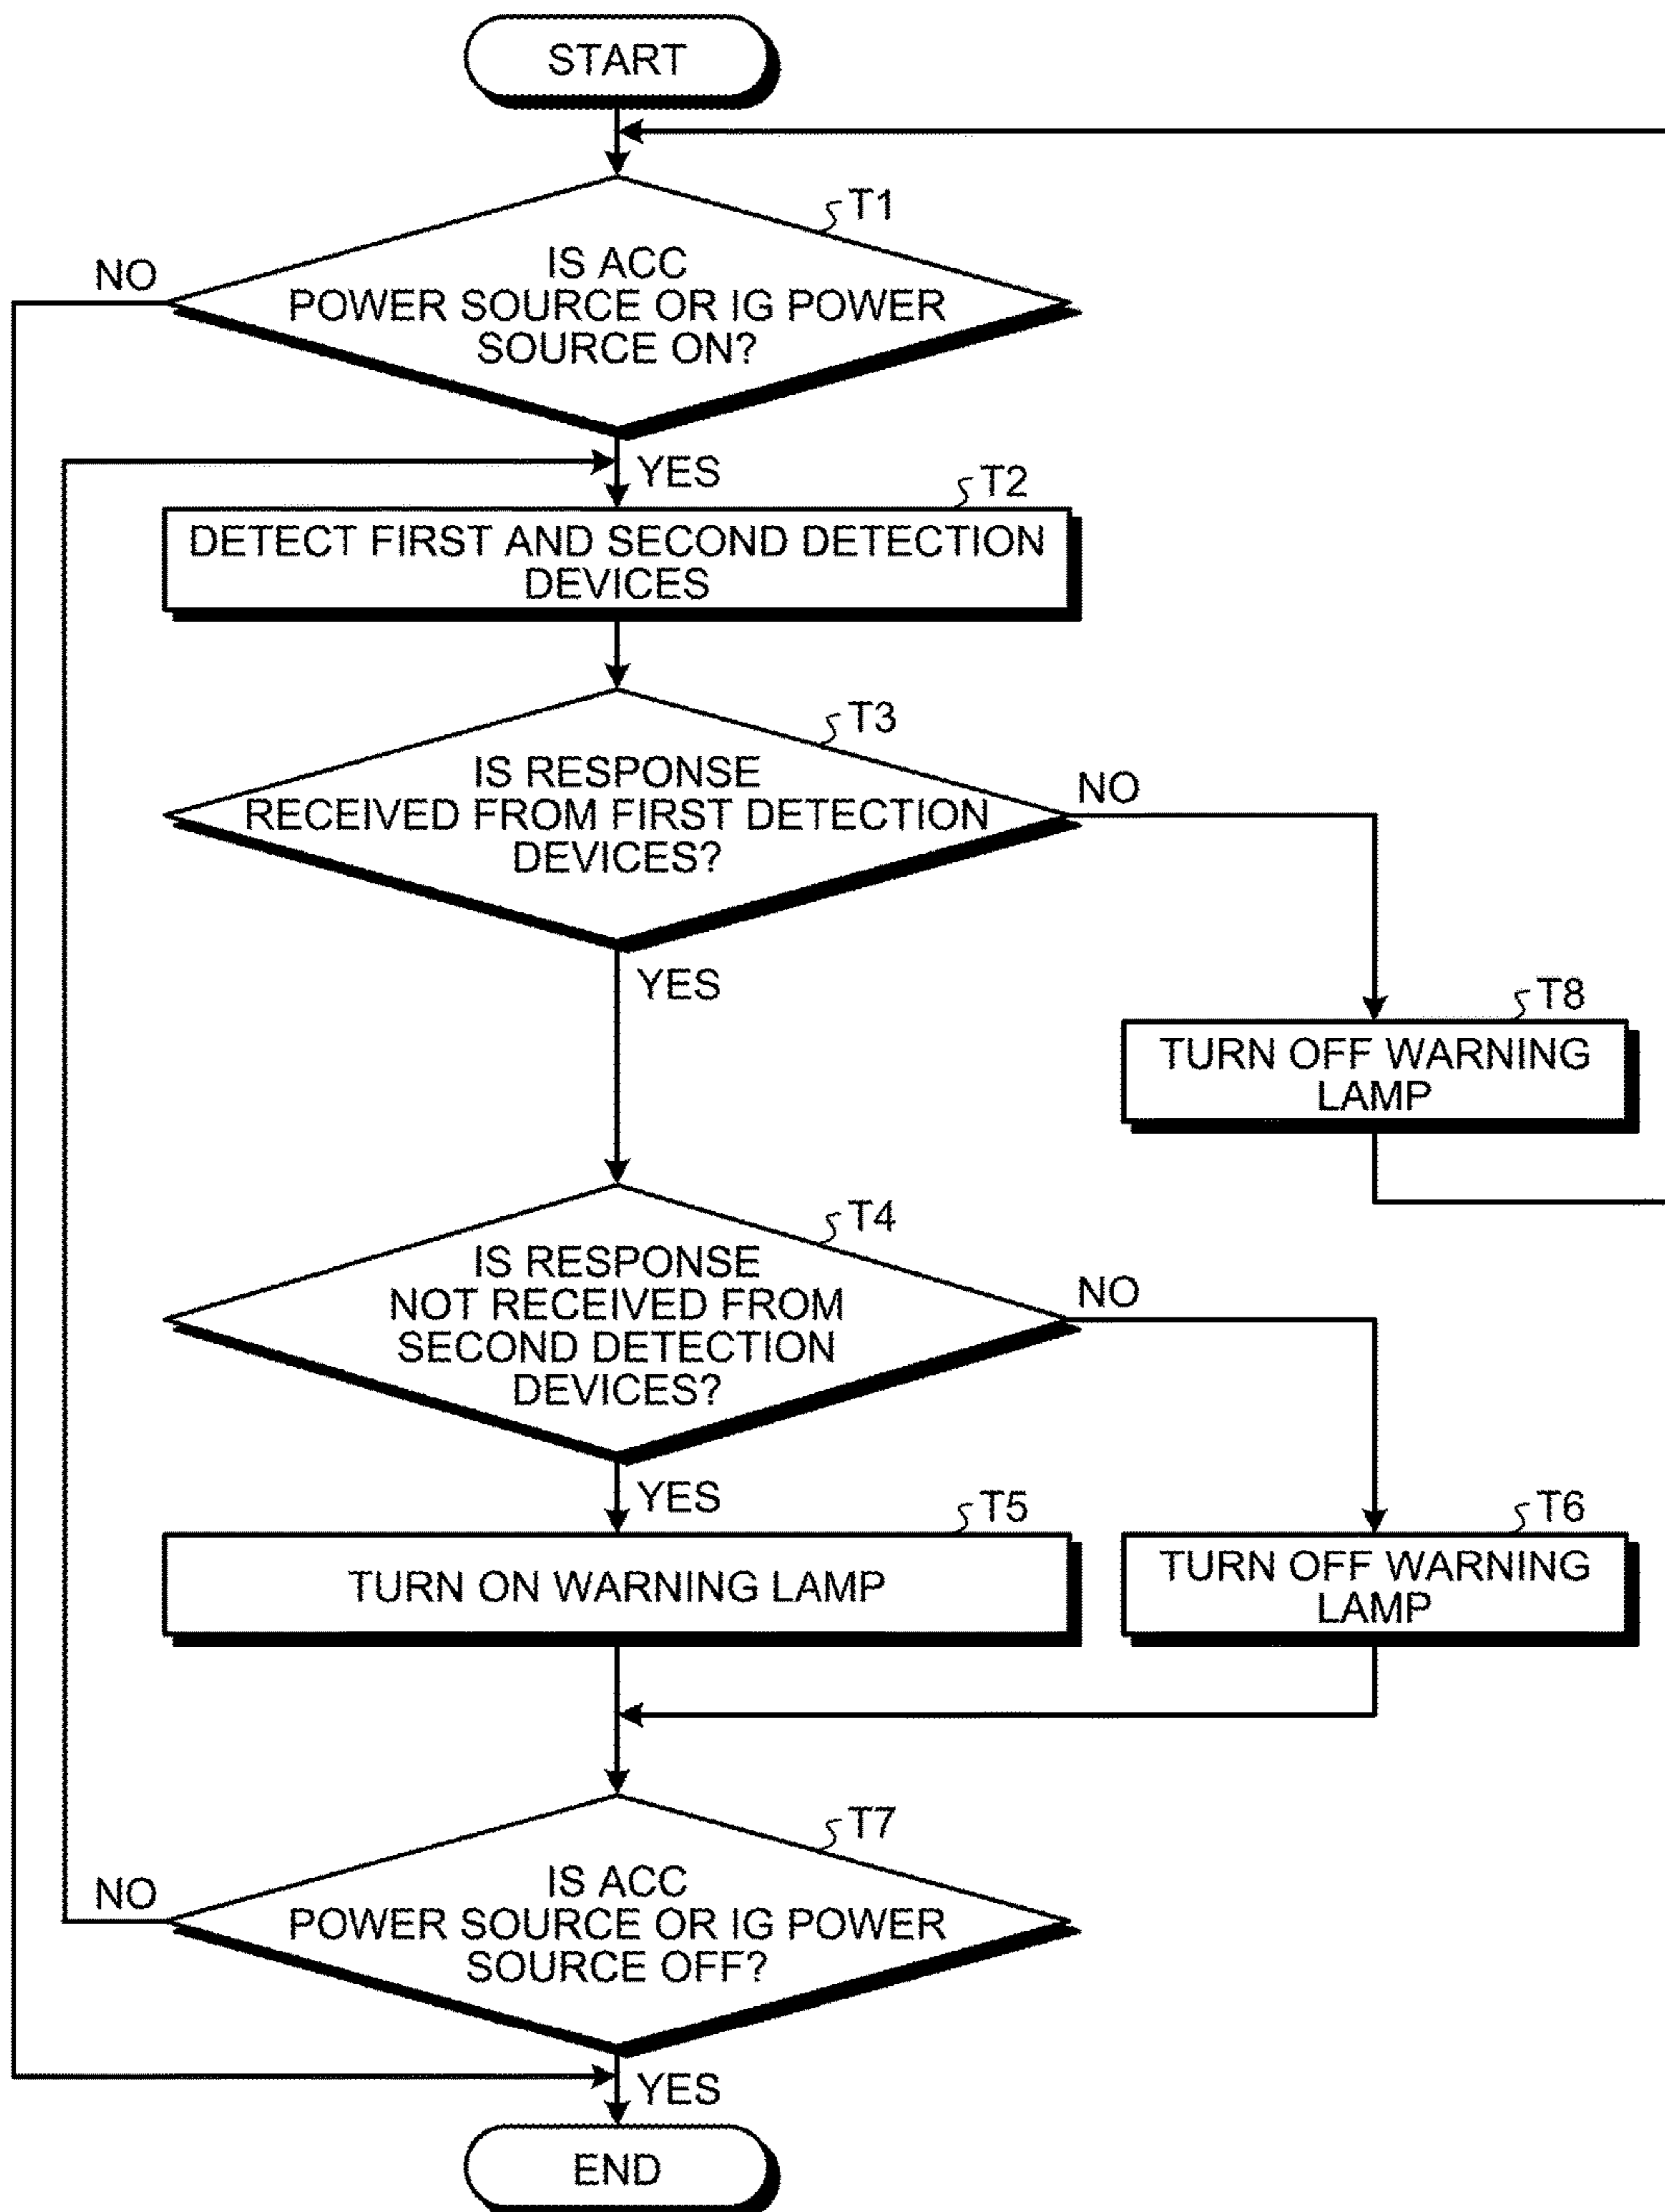 START
T1
IS ACC
NO
POWER SOURCE OR IG POWER
SOURCE ON?
YES
T2
DETECT FIRST AND SECOND DETECTION
DEVICES
T3
IS RESPONSE
RECEIVED FROM FIRST DETECTION
DEVICES?
NO
YES
T8
TURN OFF WARNING
LAMP
T4
IS RESPONSE
NOT RECEIVED FROM
SECOND DETECTION
DEVICES?
NO
YES
T5
TURN ON WARNING LAMP
T6
TURN OFF WARNING
LAMP
T7
IS ACC
POWER SOURCE OR IG POWER
SOURCE OFF?
NO
YES
END